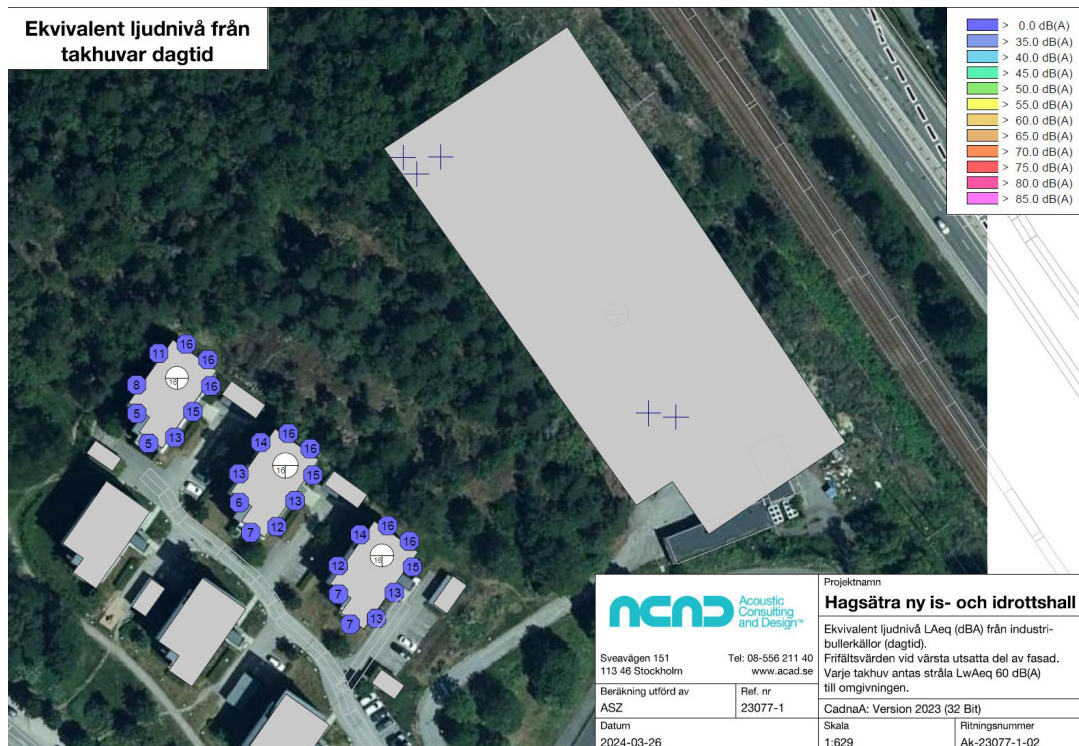 Ekvivalent ljudnivå från
takhuvar dagtid
> 0.0 dB(A)
> 35.0 dB(A)
> 40.0 dB(A)
> 45.0 dB(A)
> 50.0 dB(A)
> 55.0 dB(A)
> 60.0 dB(A)
> 65.0 dB(A)
> 70.0 dB(A)
> 75.0 dB(A)
> 80.0 dB(A)
> 85.0 dB(A)
11 16 16
8 16 16
5 15
5 13
14 16 16
13 16 15
6 13
7 12
14 16 16
12 16 15
7 13
7 13
ACAD Acoustic
Consulting
and Design™
Sveavägen 151 Tel: 08-556 211 40
113 46 Stockholm www.acad.se
Beräkning utförd av Ref. nr
ASZ 23077-1
Datum
2024-03-26
Projektnamn
Hagsätra ny is- och idrottshall
Ekvivalent ljudnivå LAeq (dBA) från industri-
bullerkällor (dagtid).
Frifältsvärden vid värsta utsatta del av fasad.
Varje takhuv antas stråla LwAeq 60 dB(A)
till omgivningen.
CadnaA: Version 2023 (32 Bit)
Skala Ritningsnummer
1:629 Ak-23077-1-02